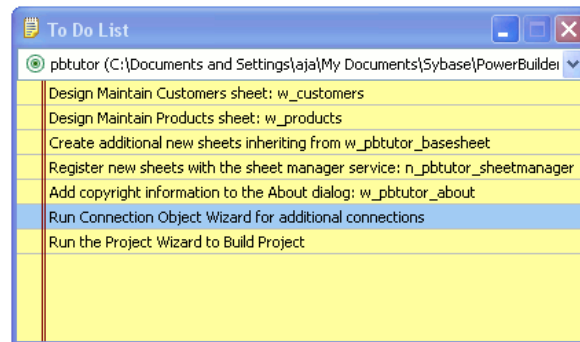 To Do List
pbtutor (C:\Documents and Settings\aja\My Documents\Sybase\PowerBuilder
Design Maintain Customers sheet: w_customers
Design Maintain Products sheet: w_products
Create additional new sheets inheriting from w_pbtutor_basesheet
Register new sheets with the sheet manager service: n_pbtutor_sheetmanager
Add copyright information to the About dialog: w_pbtutor_about
Run Connection Object Wizard for additional connections
Run the Project Wizard to Build Project